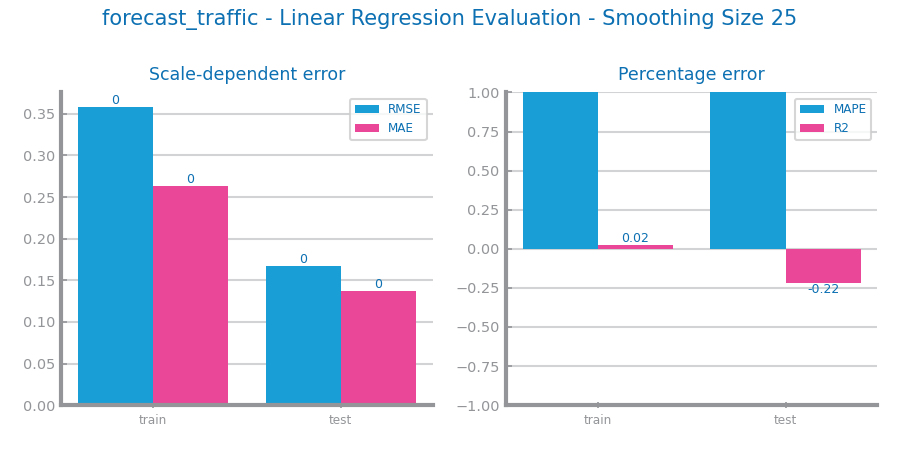 forecast_traffic - Linear Regression Evaluation - Smoothing Size 25
Scale-dependent error
0.35
0.30
0.25
0.20
0.15
0.10
0.05
0.00
0
0
0
0
RMSE
MAE
train
test
Percentage error
1.00
0.75
0.50
0.25
0.00
−0.25
−0.50
−0.75
−1.00
0.02
-0.22
MAPE
R2
train
test